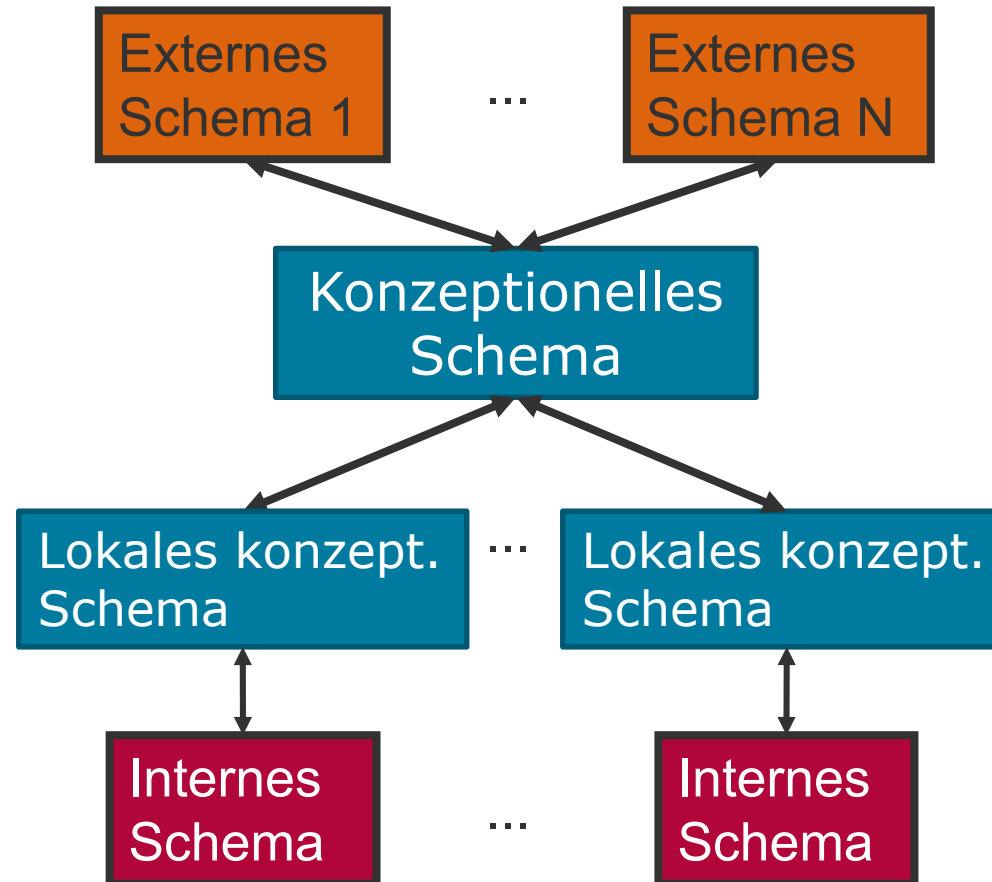 Externes
Schema 1
...
Externes
Schema N
Konzeptionelles
Schema
Lokales konzept.
Schema
...
Lokales konzept.
Schema
Internes
Schema
...
Internes
Schema